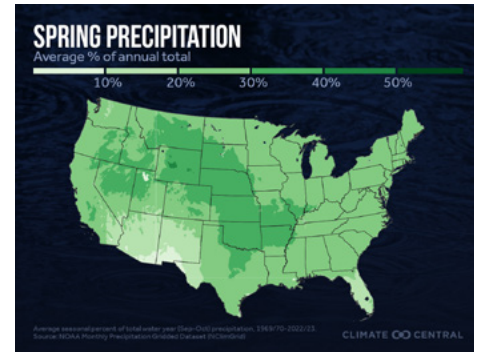 SPRING PRECIPITATION
Average % of annual total
10% 20% 30% 40% 50%
Average seasonal percent of total water year (Sep-Oct) precipitation, 1969/70-2022/23.
Source: NOAA Monthly Precipitation Gridded Dataset (NClimGrid)
CLIMATE CENTRAL